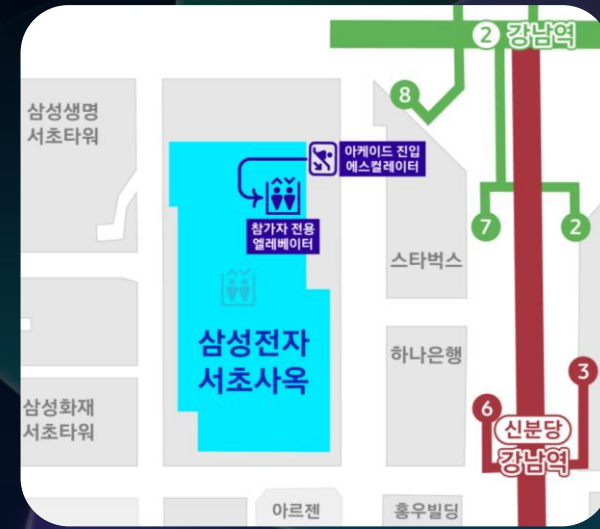 2 강남역
8
삼성생명
서초타워
아케이드 진입
에스컬레이터
참가자 전용
엘레베이터
7
2
스타벅스
삼성전자
서초사옥
하나은행
3
삼성화재
서초타워
6
신분당
강남역
아르젠
홍우빌딩